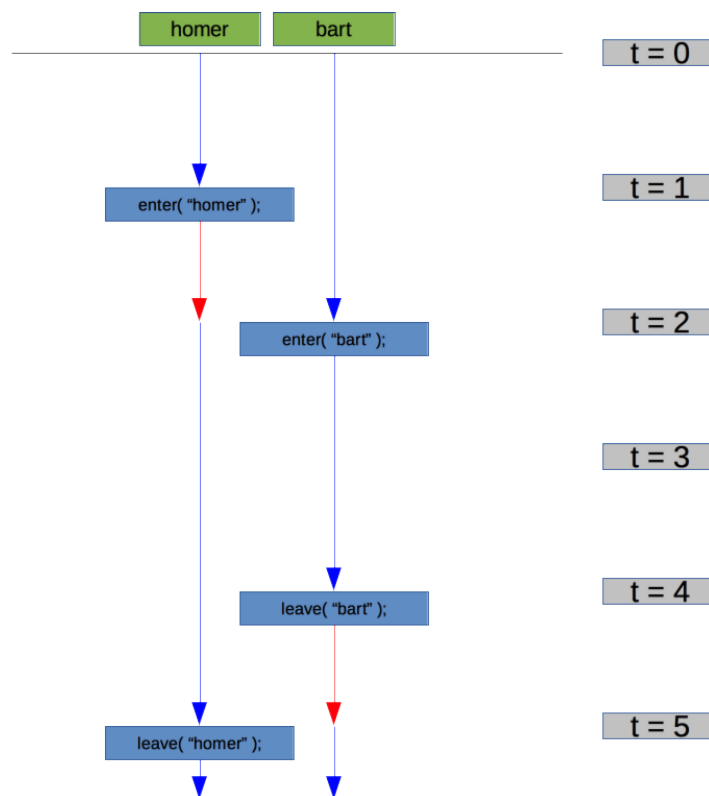 homer
bart
t = 0
enter( “homer” );
t = 1
enter( “bart” );
t = 2
t = 3
leave( “bart” );
t = 4
leave( “homer” );
t = 5